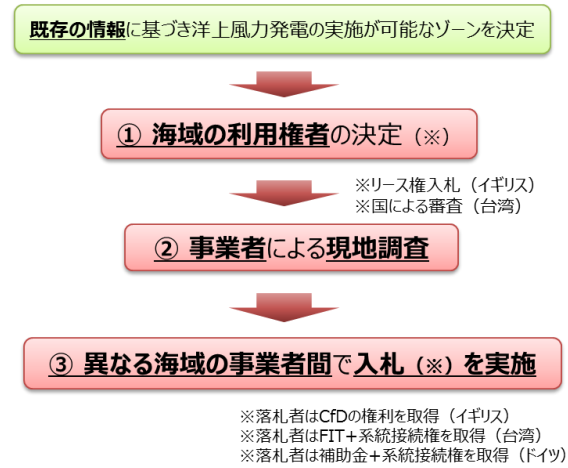 既存の情報に基づき洋上風力発電の実施が可能なゾーンを決定
① 海域の利用権者の決定（※）
※リース権入札（イギリス）
※国による審査（台湾）
② 事業者による現地調査
③ 異なる海域の事業者間で入札（※）を実施
※落札者はCfDの権利を取得（イギリス）
※落札者はFIT+系統接続権を取得（台湾）
※落札者は補助金+系統接続権を取得（ドイツ）